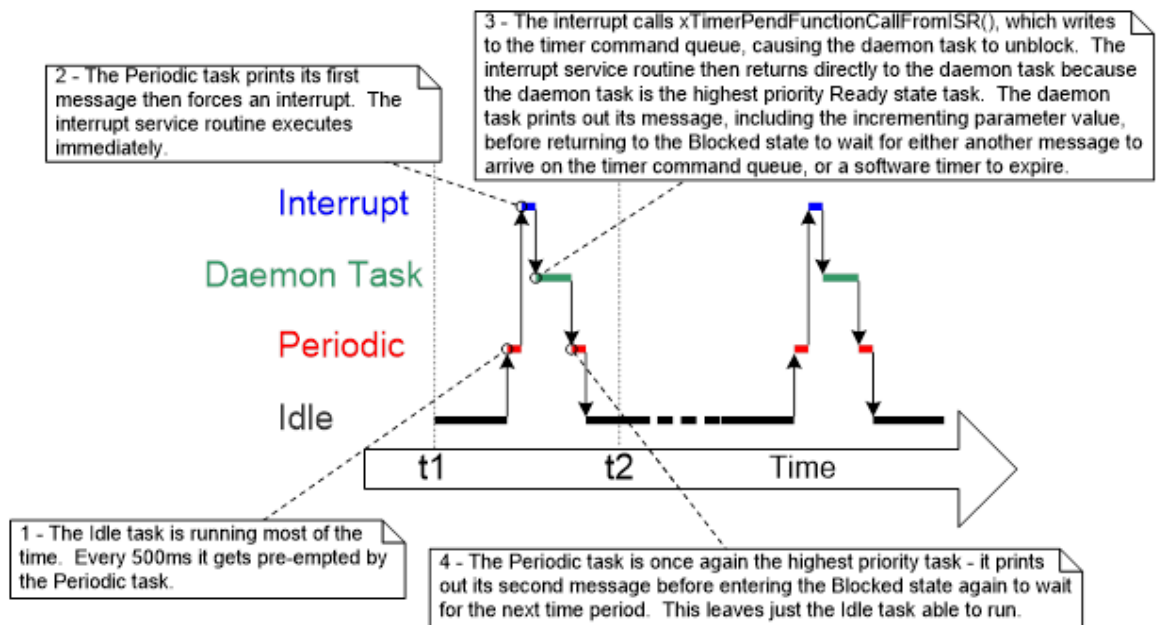 3 - The interrupt calls xTimerPendFunctionCallFromISR(), which writes
to the timer command queue, causing the daemon task to unblock.  The
interrupt service routine then returns directly to the daemon task because
the daemon task is the highest priority Ready state task.  The daemon
task prints out its message, including the incrementing parameter value,
before returning to the Blocked state to wait for either another message to
arrive on the timer command queue, or a software timer to expire.
2 - The Periodic task prints its first
message then forces an interrupt.  The
interrupt service routine executes
immediately.
Interrupt
Daemon Task
Periodic
Idle
t1
t2
Time
1 - The Idle task is running most of the
time.  Every 500ms it gets pre-empted by
the Periodic task.
4 - The Periodic task is once again the highest priority task - it prints
out its second message before entering the Blocked state again to wait
for the next time period.  This leaves just the Idle task able to run.